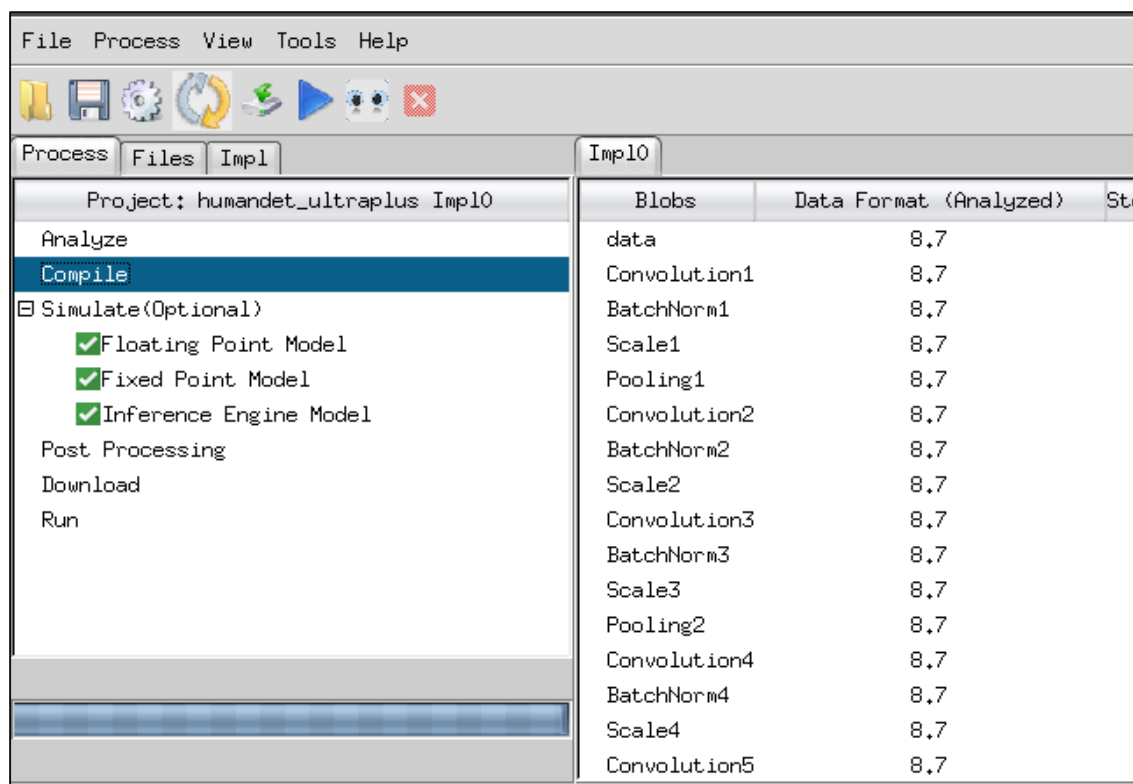 File Process View Tools Help
Process Files Impl
Project: humandet_ultraplus Impl0
Analyze
Compile
Simulate(Optional)
Floating Point Model
Fixed Point Model
Inference Engine Model
Post Processing
Download
Run
Impl0
Blobs Data Format (Analyzed)
data 8.7
Convolution1 8.7
BatchNorm1 8.7
Scale1 8.7
Pooling1 8.7
Convolution2 8.7
BatchNorm2 8.7
Scale2 8.7
Convolution3 8.7
BatchNorm3 8.7
Scale3 8.7
Pooling2 8.7
Convolution4 8.7
BatchNorm4 8.7
Scale4 8.7
Convolution5 8.7